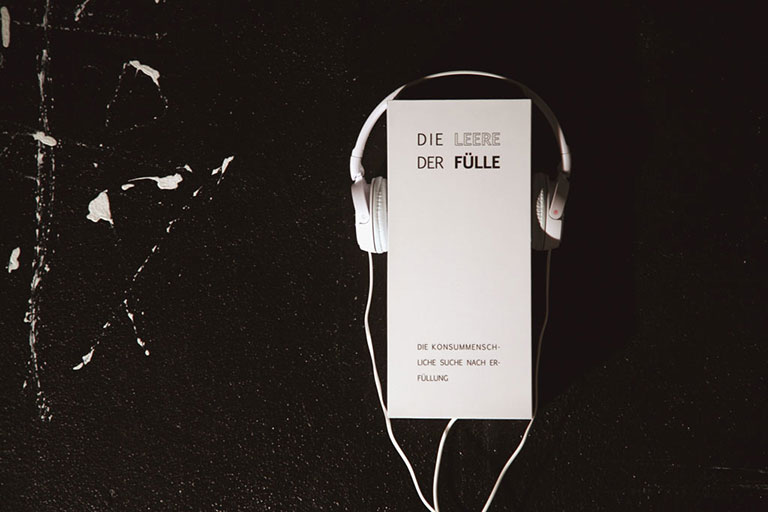 DIE LEERE
DER FÜLLE
DIE KONSUMMENSCH-
LICHE SUCHE NACH ER-
FÜLLUNG